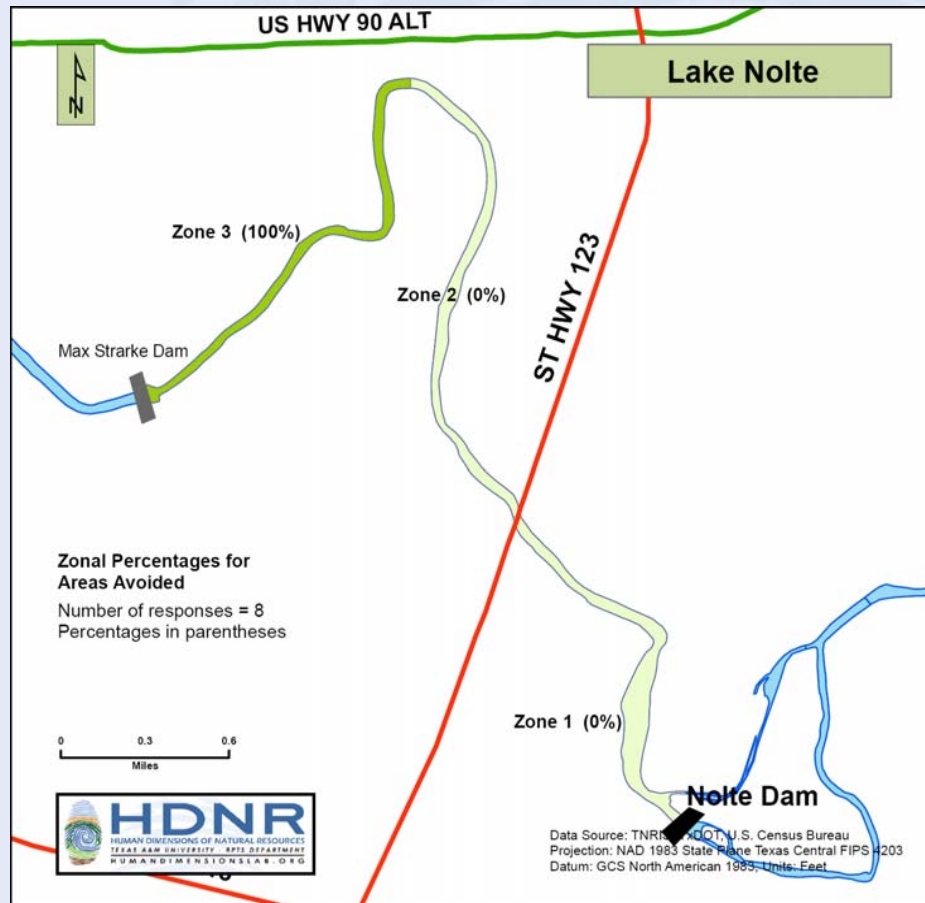 US HWY 90 ALT
Lake Nolte
N
Zone 3 (100%)
ST HWY 123
Zone 2 (0%)
Max Strarke Dam
Zonal Percentages for
Areas Avoided
Number of responses = 8
Percentages in parentheses
Zone 1 (0%)
0 0.3 0.6
Miles
Nolte Dam
HDNR
HUMAN DIMENSIONS OF NATURAL RESOURCES
TEXAS A&M UNIVERSITY - RPTS DEPARTMENT
HUMANDIMENSIONSLAB.ORG
Data Source: DOT, U.S. Census Bureau
Projection: NAD 1983 State Plane Texas Central FIPS 4203
Datum: GCS North American 1983, Units: Feet